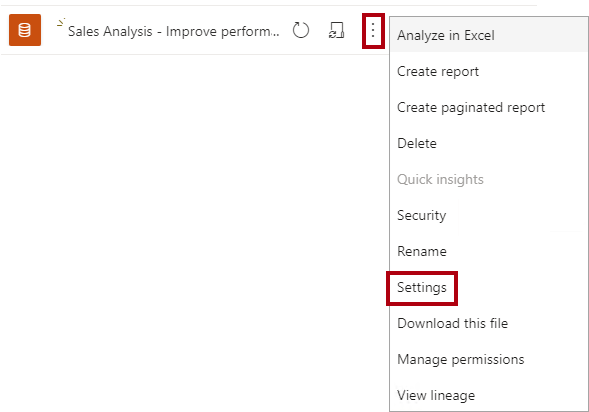 Sales Analysis - Improve perform...
Analyze in Excel
Create report
Create paginated report
Delete
Quick insights
Security
Rename
Settings
Download this file
Manage permissions
View lineage